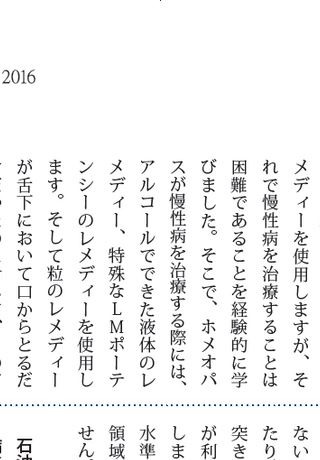 2016
メディーを使用しますが、そ
れで慢性病を治療することは
困難であることを経験的に学
びました。そこで、ホメオパ
スが慢性病を治療する際には、
アルコールでできた液体のレ
メディー、特殊なLMポーテ
ンシーのレメディーを使用し
ます。そして粒のレメディー
が舌下において口からとるだ
ない
たり
突き
が利
しま
水準
領域
せん
石油